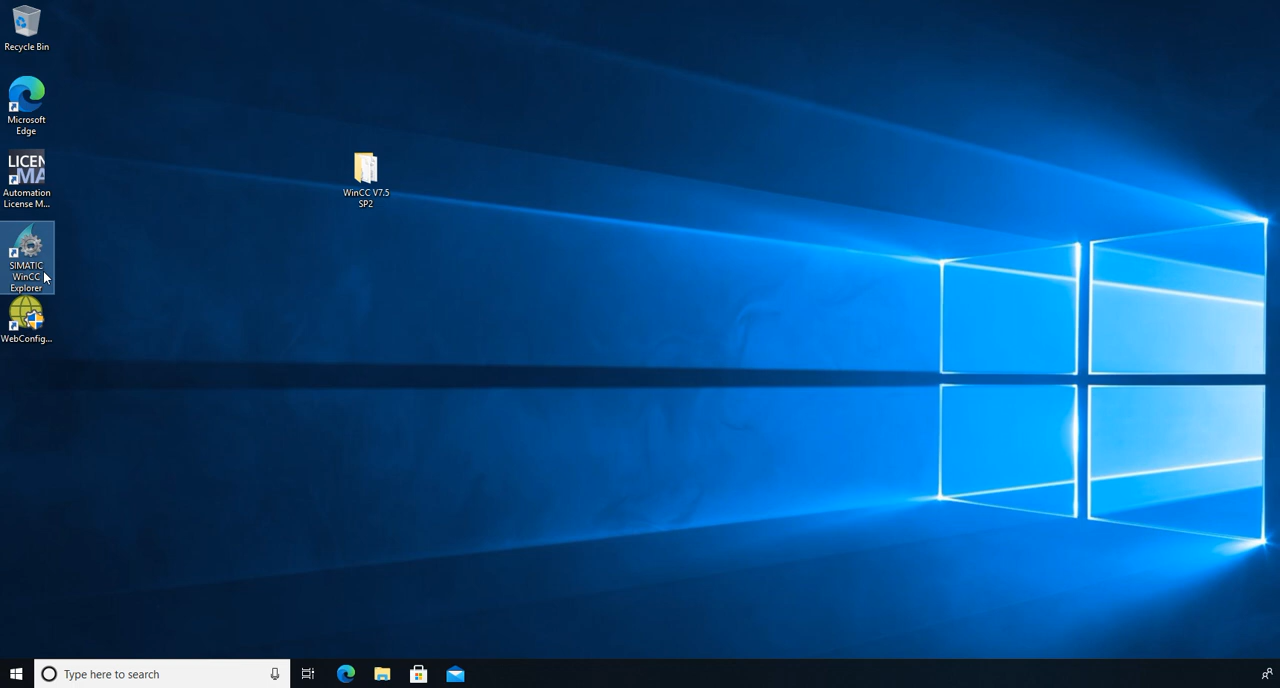 Recycle Bin
Microsoft
Edge
LICEN
MA
Automation
License M...
SIMATIC
WinCC
Explorer
WebConfig...
WinCC V7.5
SP2
Type here to search